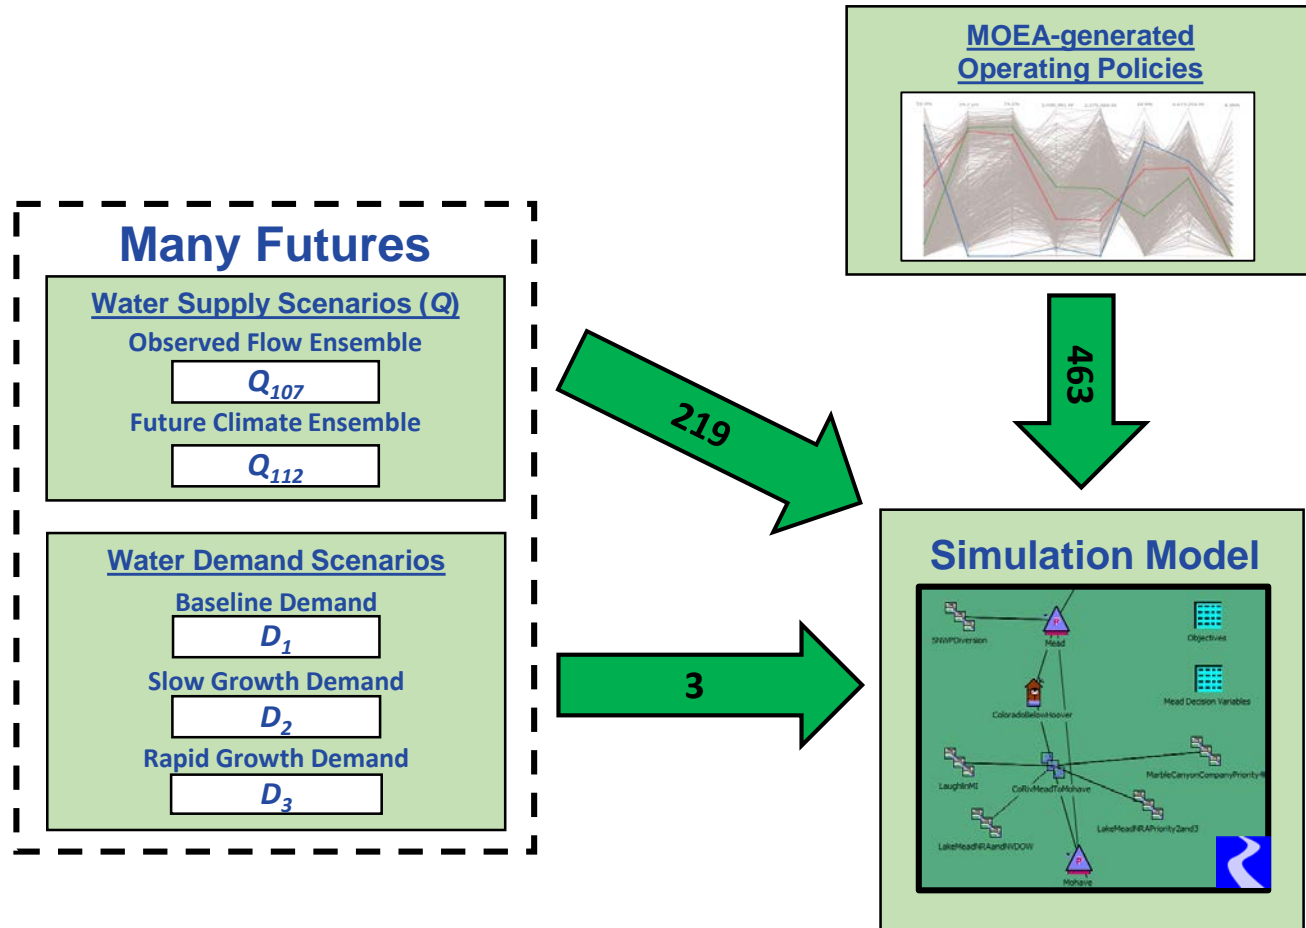 MOEA-generated
Operating Policies
Many Futures
Water Supply Scenarios (Q)
Observed Flow Ensemble
Q107
Future Climate Ensemble
Q112
Water Demand Scenarios
Baseline Demand
D1
Slow Growth Demand
D2
Rapid Growth Demand
D3
219
3
463
Simulation Model
SNWPDiversion
Mead
Objectives
ColoradoBelowHoover
Mead Decision Variables
LaughlinMI
CoRivMeadToMohave
MarbleCanyonCompanyPriority4
LakeMeadNRAPriority2and3
LakeMeadNRAandNVDOW
Mohave